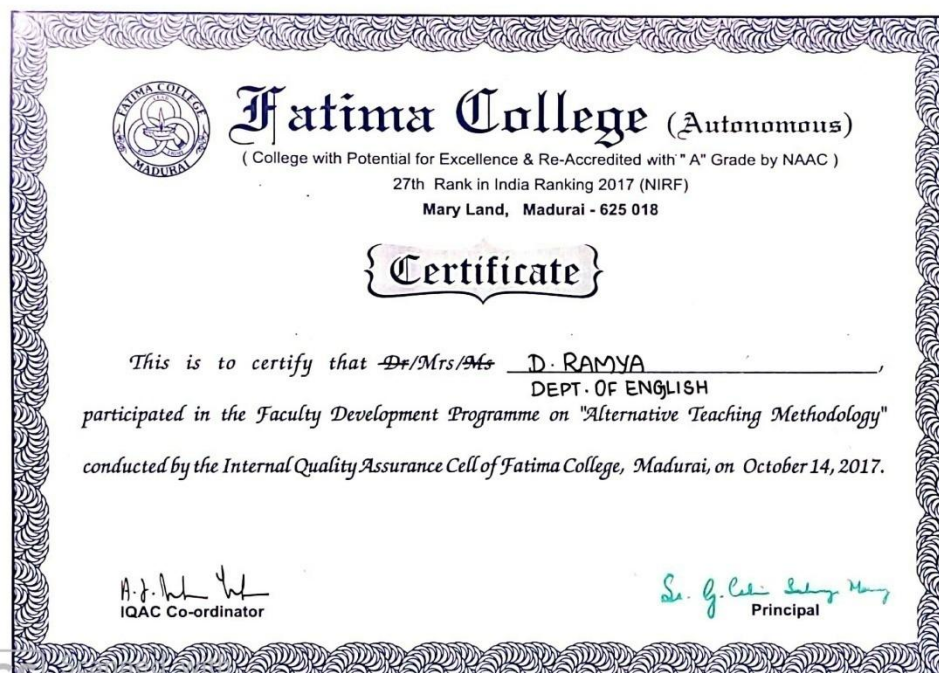 FATIMA COLLEGE
MADURAI
Fatima College (Autonomous)
( College with Potential for Excellence & Re-Accredited with " A" Grade by NAAC )
27th Rank in India Ranking 2017 (NIRF)
Mary Land, Madurai - 625 018
Certificate
This is to certify that Dr/Mrs/Ms D. RAMYA,
DEPT. OF ENGLISH
participated in the Faculty Development Programme on "Alternative Teaching Methodology"
conducted by the Internal Quality Assurance Cell of Fatima College, Madurai, on October 14, 2017.
IQAC Co-ordinator
Principal